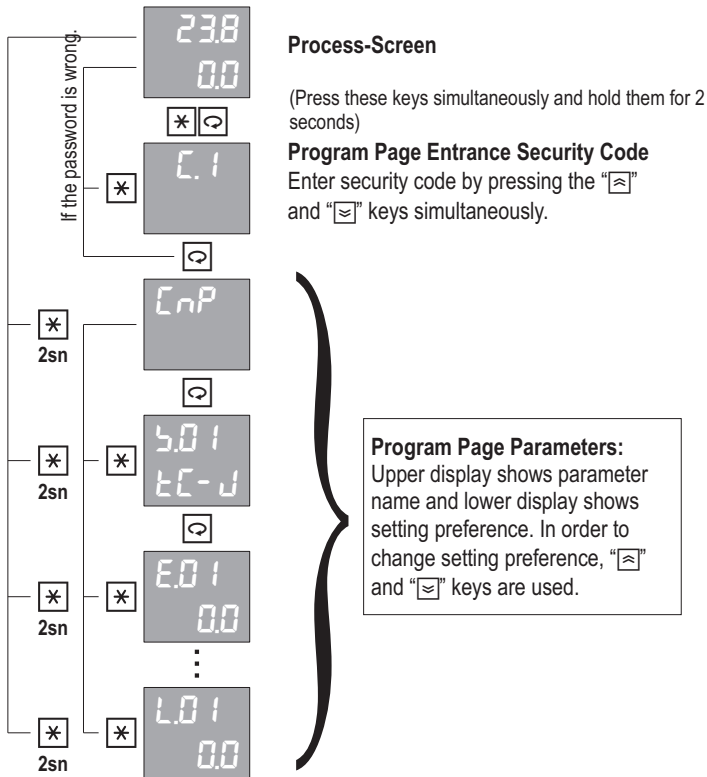 23.8
0.0
If the password is wrong.
Process-Screen
(Press these keys simultaneously and hold them for 2
seconds)
C. 1
Program Page Entrance Security Code
Enter security code by pressing the “⌃”
and “⌄” keys simultaneously.
CnP
2sn
S.01
tC-J
2sn
E.01
0.0
2sn
L.01
0.0
2sn
Program Page Parameters:
Upper display shows parameter
name and lower display shows
setting preference. In order to
change setting preference, “⌃”
and “⌄” keys are used.